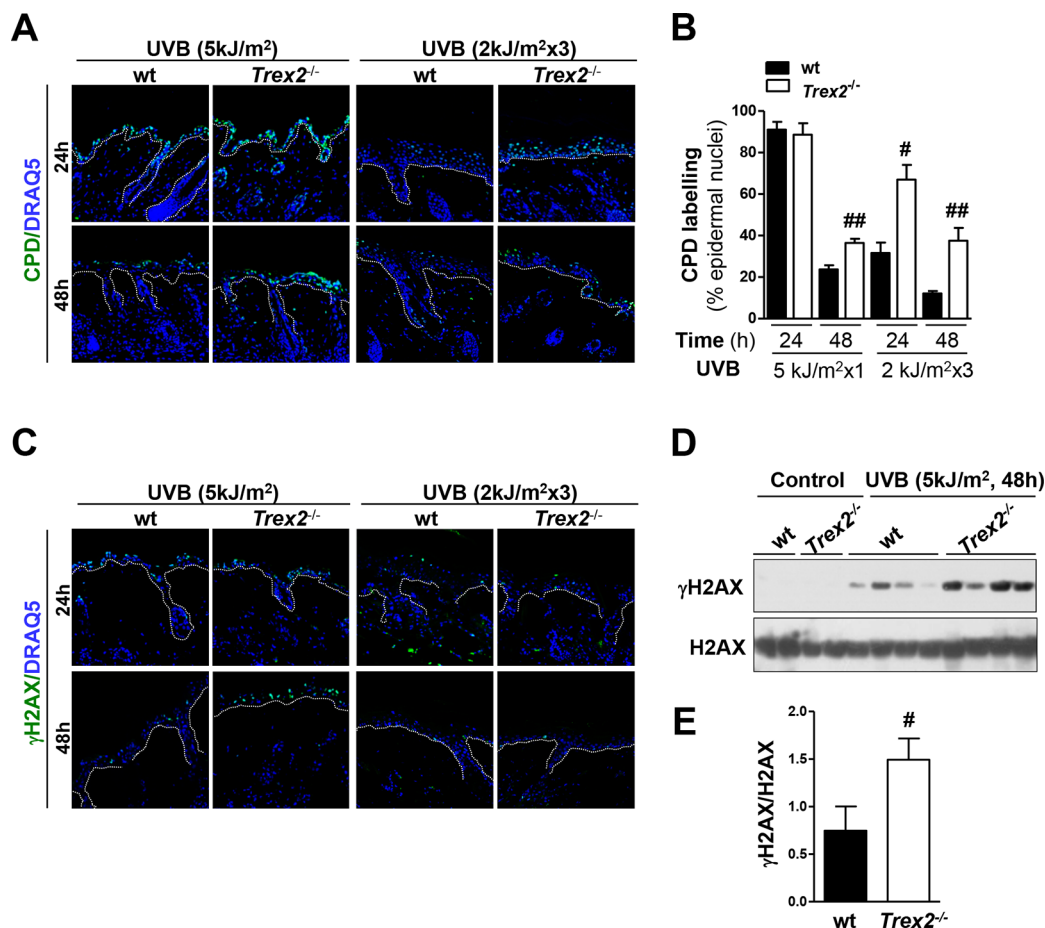 A
UVB (5kJ/m²) UVB (2kJ/m²x3)
wt Trex2⁻/⁻ wt Trex2⁻/⁻
CPD/DRAQ5
24h
48h
B
wt
Trex2⁻/⁻
CPD labelling
(% epidermal nuclei)
100
80
60
40
20
0
# ## ##
Time (h) 24 48 24 48
UVB 5 kJ/m²x1 2 kJ/m²x3
C
UVB (5kJ/m²) UVB (2kJ/m²x3)
wt Trex2⁻/⁻ wt Trex2⁻/⁻
γH2AX/DRAQ5
24h
48h
D
Control UVB (5kJ/m², 48h)
wt Trex2⁻/⁻ wt Trex2⁻/⁻
γH2AX
H2AX
E
γH2AX/H2AX
2.0
1.5
1.0
0.5
0.0
#
wt Trex2⁻/⁻